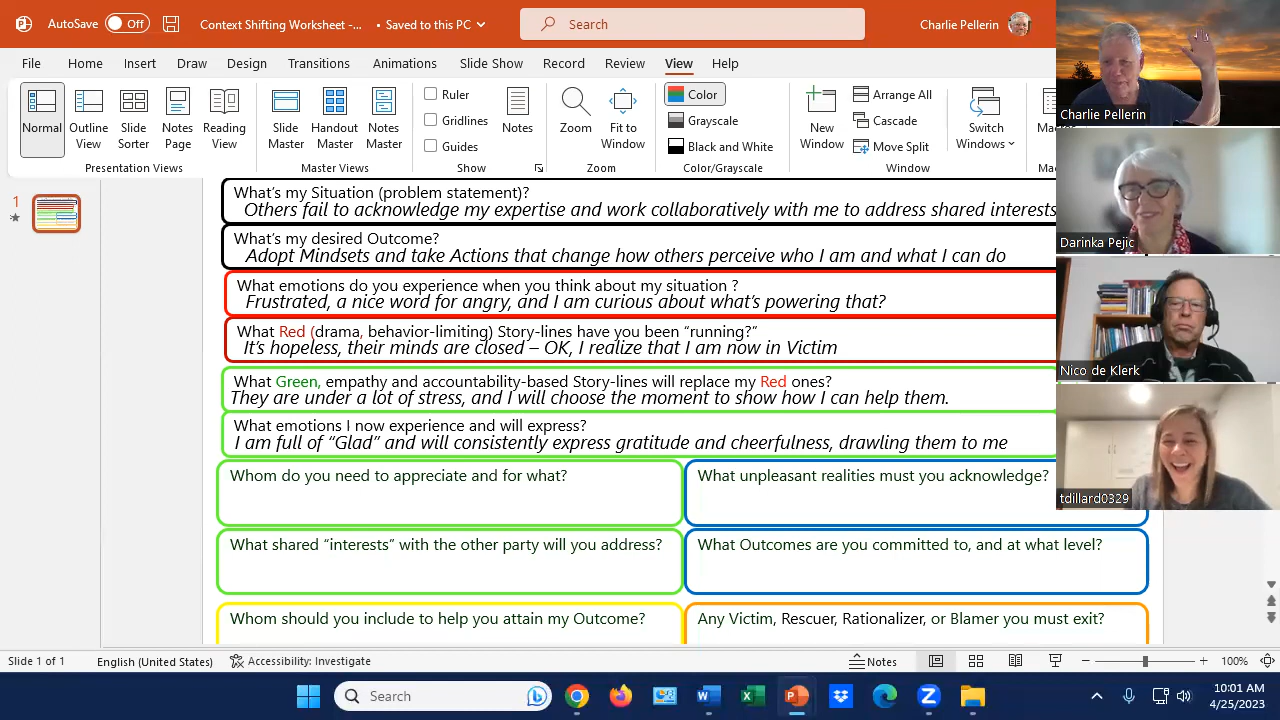 AutoSave Off Context Shifting Worksheet -... • Saved to this PC Search Charlie Pellerin
File Home Insert Draw Design Transitions Animations Slide Show Record Review View Help
Normal Outline View Slide Sorter Notes Page Reading View
Presentation Views
Slide Master Handout Master Notes Master
Master Views
Ruler
Gridlines
Guides
Notes
Show
Zoom Fit to Window
Zoom
Color
Grayscale
Black and White
Color/Grayscale
New Window
Arrange All
Cascade
Move Split
Switch Windows
Window
Charlie Pellerin
Darinka Pejic
Nico de Klerk
tdillard0329
1
What's my Situation (problem statement)?
Others fail to acknowledge my expertise and work collaboratively with me to address shared interests
What's my desired Outcome?
Adopt Mindsets and take Actions that change how others perceive who I am and what I can do
What emotions do you experience when you think about my situation ?
Frustrated, a nice word for angry, and I am curious about what's powering that?
What Red (drama, behavior-limiting) Story-lines have you been “running?”
It's hopeless, their minds are closed – OK, I realize that I am now in Victim
What Green, empathy and accountability-based Story-lines will replace my Red ones?
They are under a lot of stress, and I will choose the moment to show how I can help them.
What emotions I now experience and will express?
I am full of “Glad” and will consistently express gratitude and cheerfulness, drawling them to me
Whom do you need to appreciate and for what?
What unpleasant realities must you acknowledge?
What shared “interests” with the other party will you address?
What Outcomes are you committed to, and at what level?
Whom should you include to help you attain my Outcome?
Any Victim, Rescuer, Rationalizer, or Blamer you must exit?
Slide 1 of 1 English (United States) Accessibility: Investigate Notes 100%
Search
10:01 AM
4/25/2023